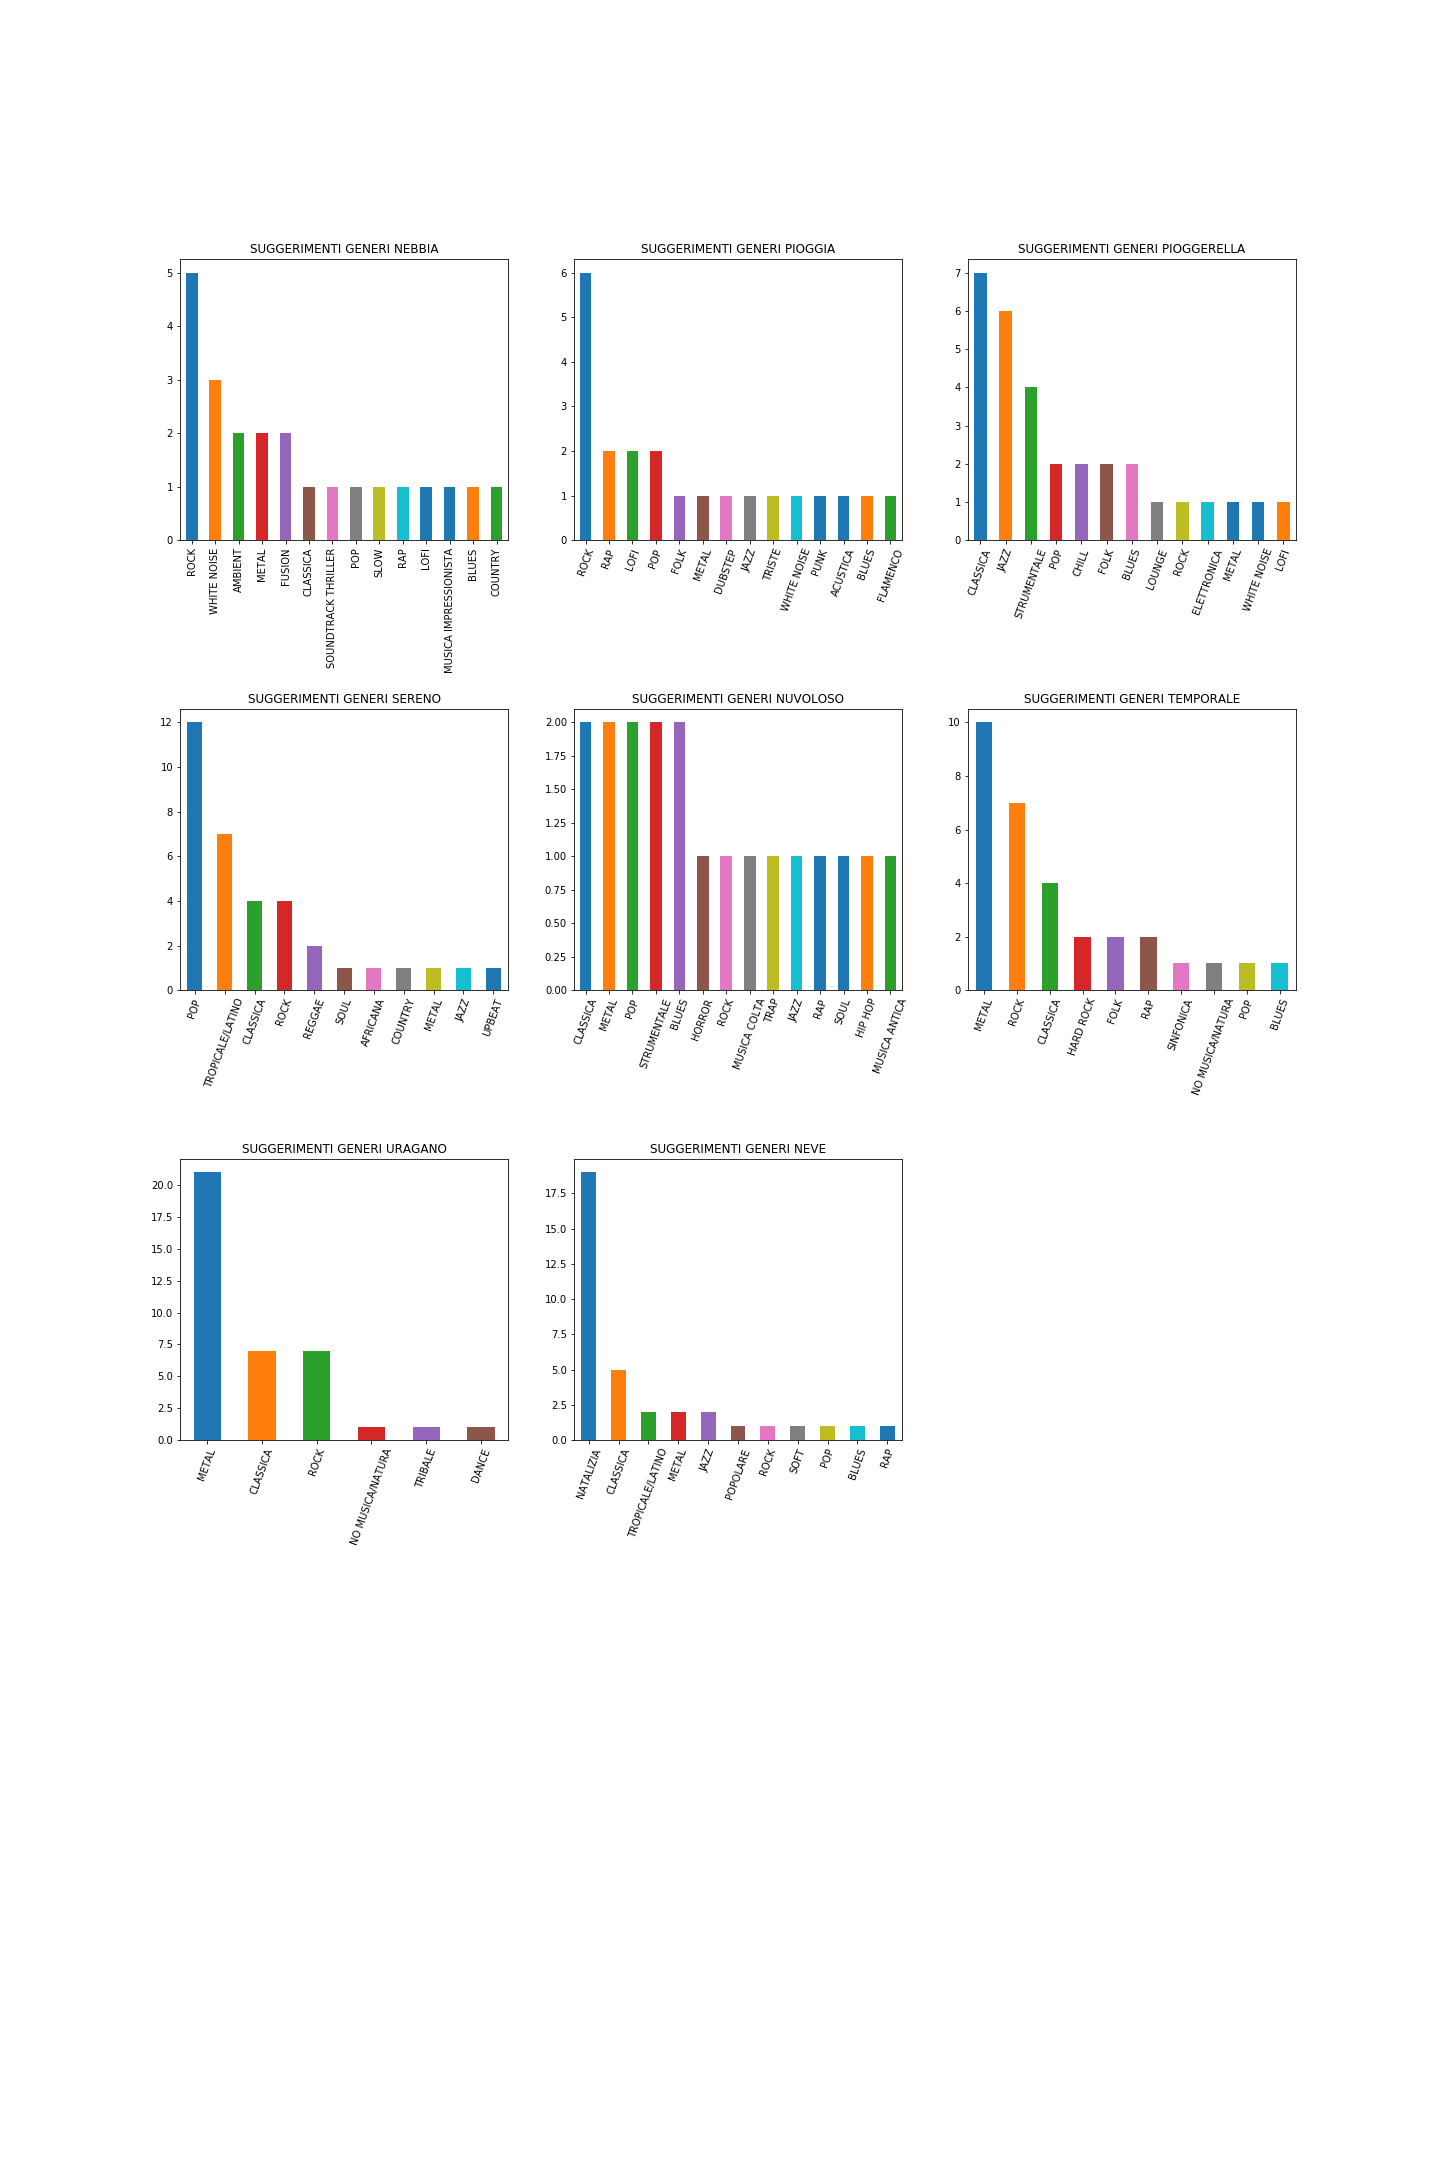 SUGGERIMENTI GENERI NEBBIA
5
4
3
2
1
0
ROCK
WHITE NOISE
AMBIENT
METAL
FUSION
CLASSICA
SOUNDTRACK THRILLER
POP
SLOW
RAP
LOFI
MUSICA IMPRESSIONISTA
BLUES
COUNTRY
SUGGERIMENTI GENERI PIOGGIA
6
5
4
3
2
1
0
ROCK
RAP
LOFI
POP
FOLK
METAL
DUBSTEP
JAZZ
TRISTE
WHITE NOISE
PUNK
ACUSTICA
BLUES
FLAMENCO
SUGGERIMENTI GENERI PIOGGERELLA
7
6
5
4
3
2
1
0
CLASSICA
JAZZ
STRUMENTALE
POP
CHILL
FOLK
BLUES
LOUNGE
ROCK
ELETTRONICA
METAL
WHITE NOISE
LOFI
SUGGERIMENTI GENERI SERENO
12
10
8
6
4
2
0
POP
TROPICALE/LATINO
CLASSICA
ROCK
REGGAE
SOUL
AFRICANA
COUNTRY
METAL
JAZZ
UPBEAT
SUGGERIMENTI GENERI NUVOLOSO
2.00
1.75
1.50
1.25
1.00
0.75
0.50
0.25
0.00
CLASSICA
METAL
POP
STRUMENTALE
BLUES
HORROR
ROCK
MUSICA COLTA
TRAP
JAZZ
RAP
SOUL
HIP HOP
MUSICA ANTICA
SUGGERIMENTI GENERI TEMPORALE
10
8
6
4
2
0
METAL
ROCK
CLASSICA
HARD ROCK
FOLK
RAP
SINFONICA
NO MUSICA/NATURA
POP
BLUES
SUGGERIMENTI GENERI URAGANO
20.0
17.5
15.0
12.5
10.0
7.5
5.0
2.5
0.0
METAL
CLASSICA
ROCK
NO MUSICA/NATURA
TRIBALE
DANCE
SUGGERIMENTI GENERI NEVE
17.5
15.0
12.5
10.0
7.5
5.0
2.5
0.0
NATALIZIA
CLASSICA
TROPICALE/LATINO
METAL
JAZZ
POPOLARE
ROCK
SOFT
POP
BLUES
RAP